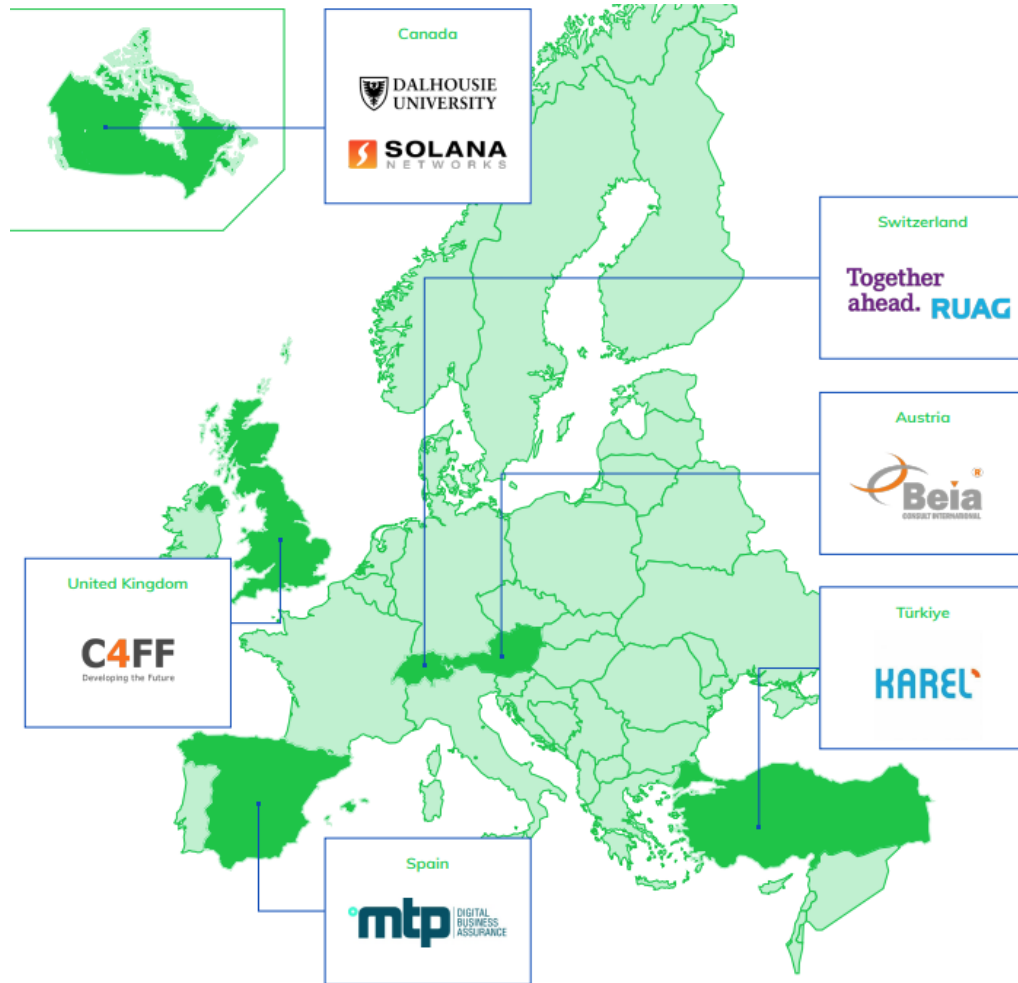 Canada
DALHOUSIE
UNIVERSITY
SOLANA
NETWORKS
Switzerland
Together
ahead. RUAG
Austria
Beia
CONSULT INTERNATIONAL
®
United Kingdom
C4FF
Developing the Future
Türkiye
KAREL
Spain
mtp
DIGITAL
BUSINESS
ASSURANCE